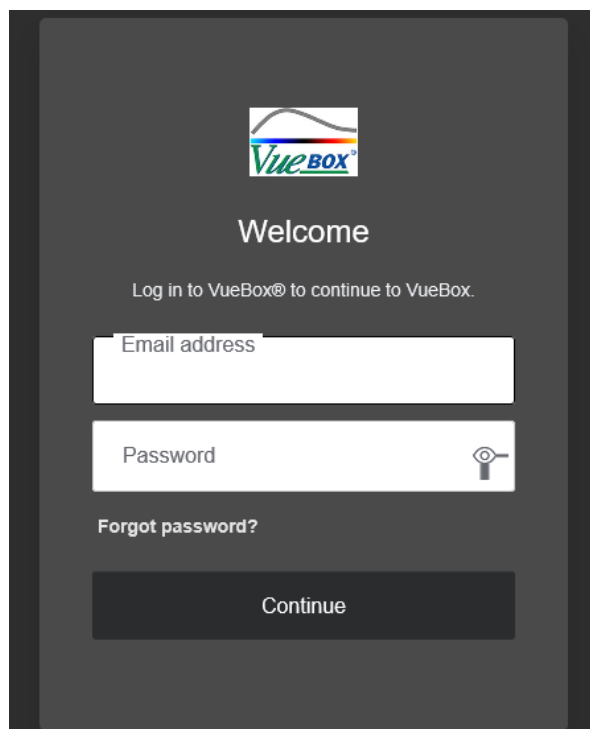 VueBOX®
Welcome
Log in to VueBox® to continue to VueBox.
Email address
Password
Forgot password?
Continue